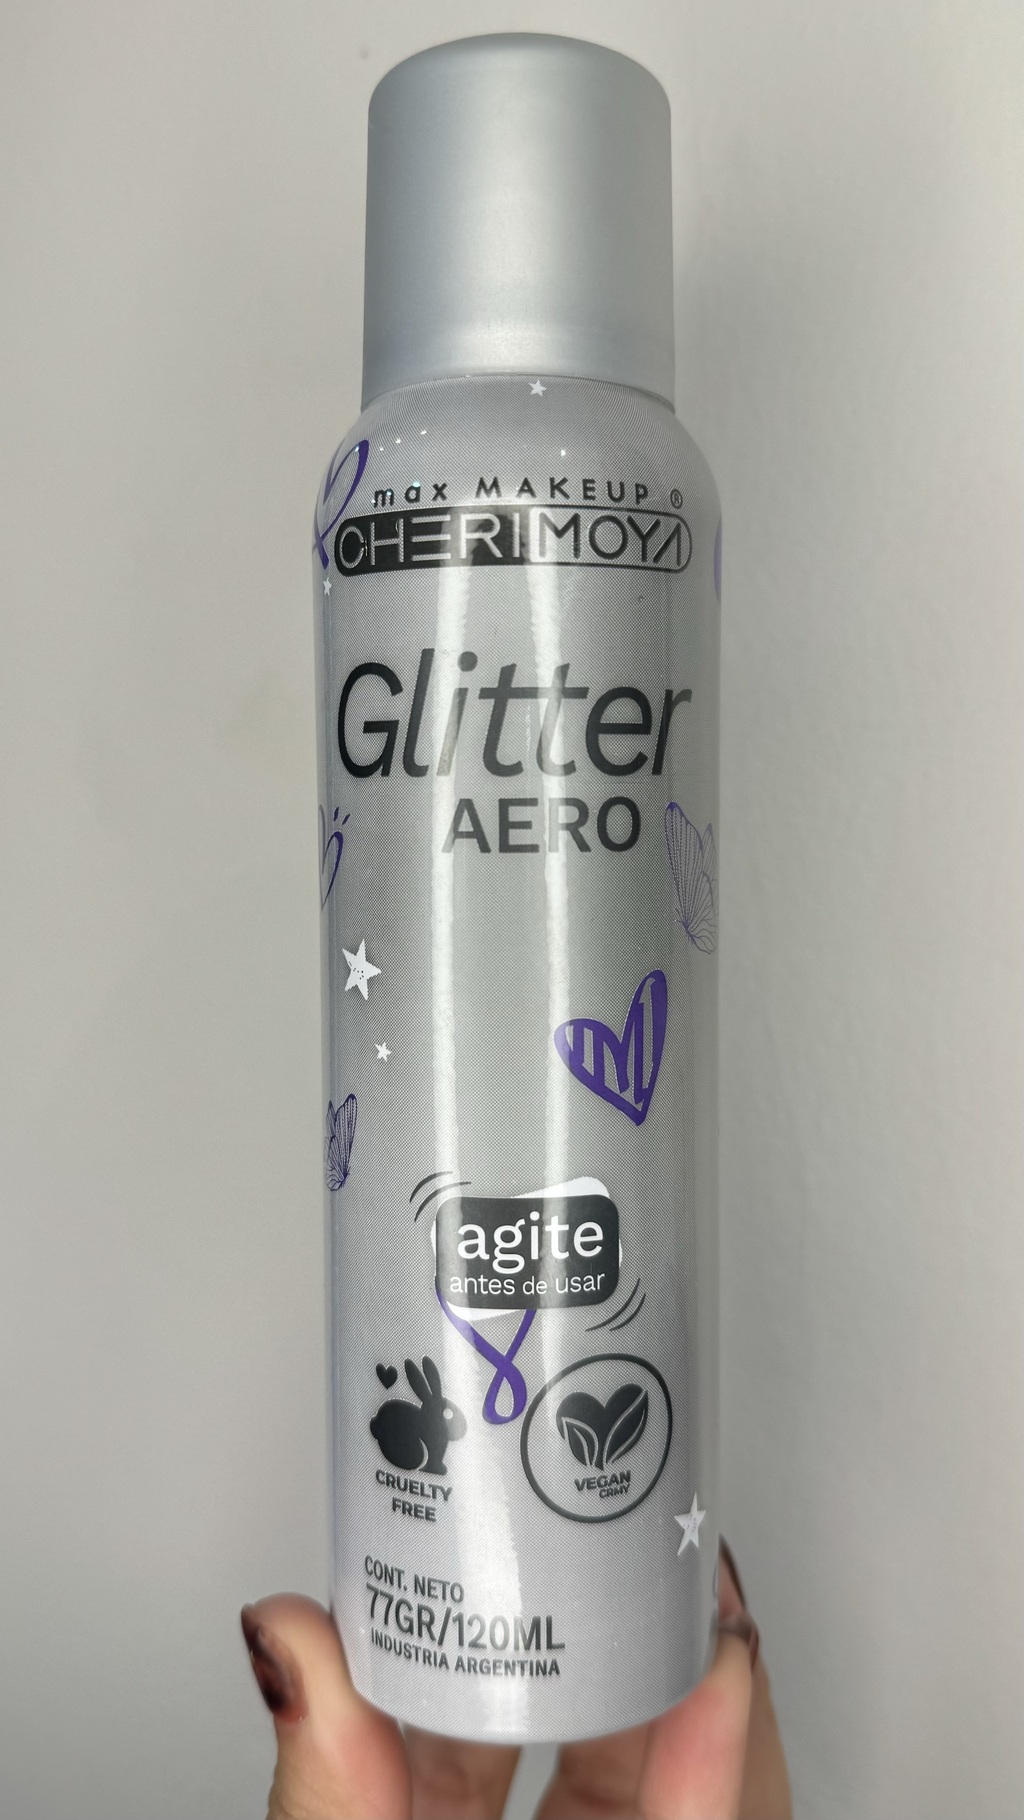 max MAKEUP ®
CHERIMOYA
Glitter
AERO
M
agite
antes de usar
CRUELTY
FREE
VEGAN
CRMY
CONT. NETO
77GR/120ML
INDUSTRIA ARGENTINA